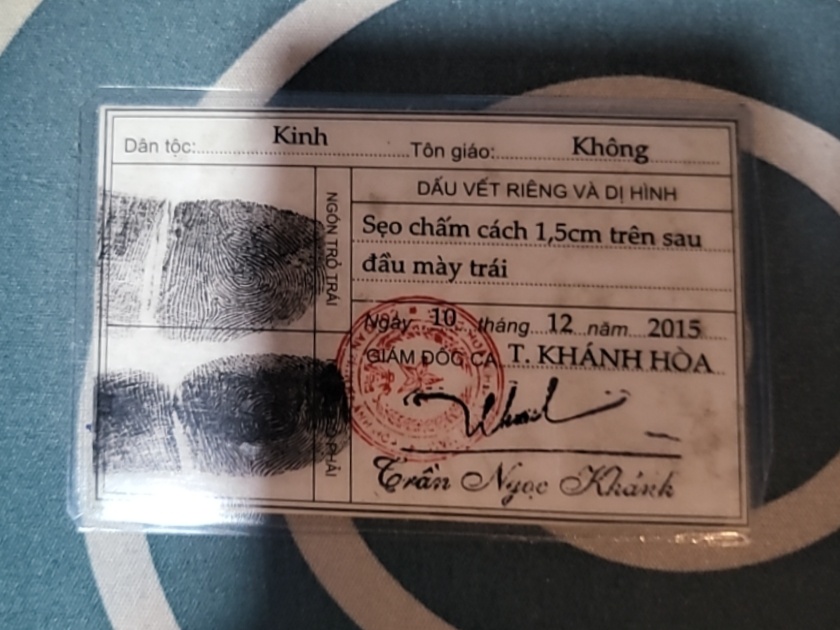 Dân tộc: Kinh Tôn giáo: Không
DẤU VẾT RIÊNG VÀ DỊ HÌNH
NGÓN TRỎ TRÁI
Sẹo chấm cách 1,5cm trên sau
đầu mày trái
Ngày 10 tháng 12 năm 2015
GIÁM ĐỐC CA T. KHÁNH HÒA
PHẢI
Trần Ngọc Khánh